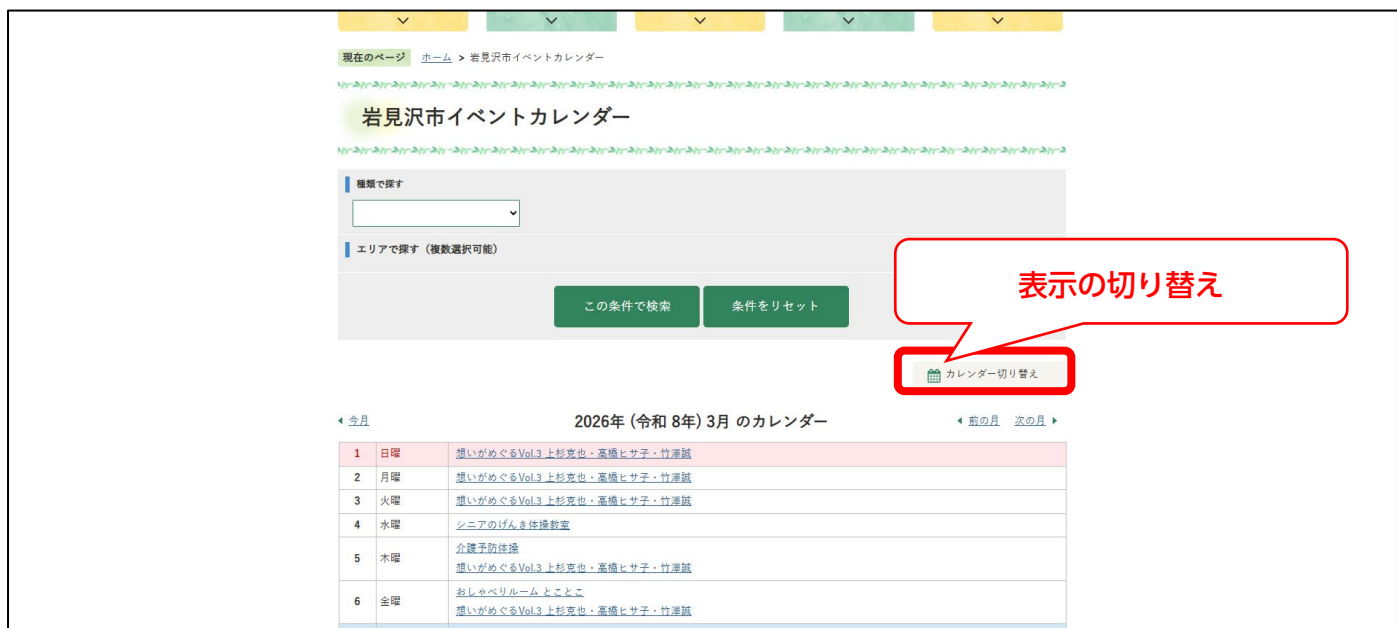 現在のページ ホーム > 岩見沢市イベントカレンダー
岩見沢市イベントカレンダー
種類で探す
エリアで探す（複数選択可能）
表示の切り替え
この条件で検索 条件をリセット
カレンダー切り替え
今月 2026年 (令和 8年) 3月 のカレンダー 前の月 次の月
1 日曜 想いがめぐるVol.3 上杉克也・髙橋ヒサ子・竹澤誠
2 月曜 想いがめぐるVol.3 上杉克也・髙橋ヒサ子・竹澤誠
3 火曜 想いがめぐるVol.3 上杉克也・髙橋ヒサ子・竹澤誠
4 水曜 シニアのげんき体操教室
5 木曜 介護予防体操
想いがめぐるVol.3 上杉克也・髙橋ヒサ子・竹澤誠
6 金曜 おしゃべりルーム とことこ
想いがめぐるVol.3 上杉克也・髙橋ヒサ子・竹澤誠